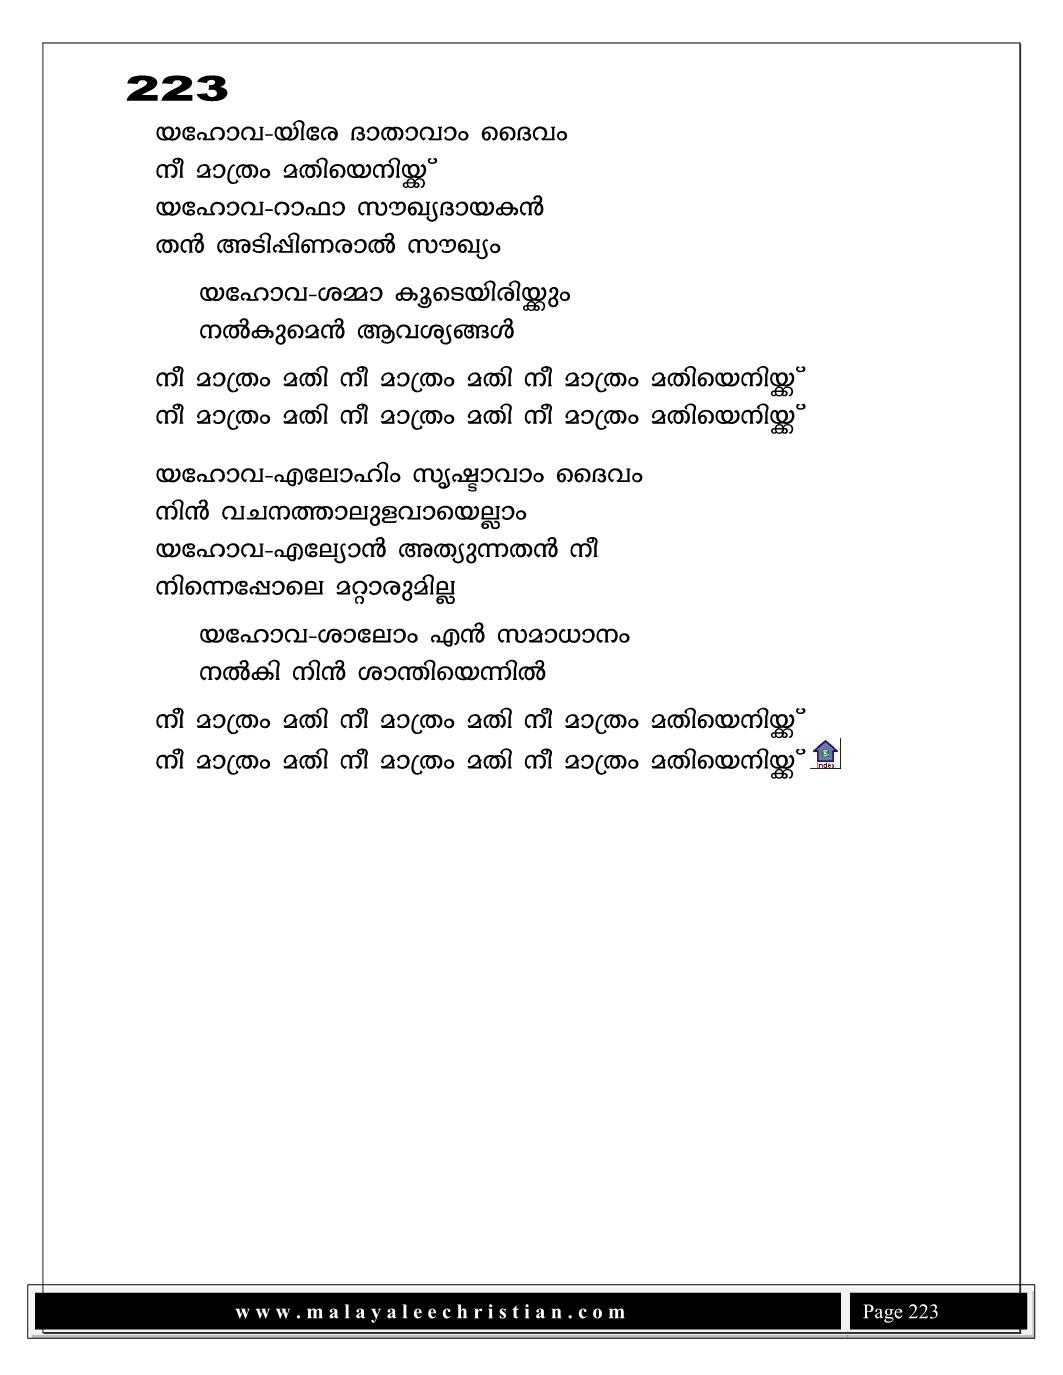 223
യഹോവ-യിരേ ദാതാവാം ദൈവം
നീ മാത്രം മതിയെനിയ്ക്ക്
യഹോവ-റാഫാ സൗഖ്യദായകൻ
തൻ അടിപ്പിണരാൽ സൗഖ്യം
യഹോവ-ശമ്മാ കൂടെയിരിയ്ക്കും
നൽകുമെൻ ആവശ്യങ്ങൾ
നീ മാത്രം മതി നീ മാത്രം മതി നീ മാത്രം മതിയെനിയ്ക്ക്
നീ മാത്രം മതി നീ മാത്രം മതി നീ മാത്രം മതിയെനിയ്ക്ക്
യഹോവ-എലോഹിം സൃഷ്ടാവാം ദൈവം
നിൻ വചനത്താലുളവായെല്ലാം
യഹോവ-എല്യോൻ അത്യുന്നതൻ നീ
നിന്നെപ്പോലെ മറ്റാരുമില്ല
യഹോവ-ശാലോം എൻ സമാധാനം
നൽകി നിൻ ശാന്തിയെന്നിൽ
നീ മാത്രം മതി നീ മാത്രം മതി നീ മാത്രം മതിയെനിയ്ക്ക്
നീ മാത്രം മതി നീ മാത്രം മതി നീ മാത്രം മതിയെനിയ്ക്ക് Index
www.malayaleechristian.com Page 223